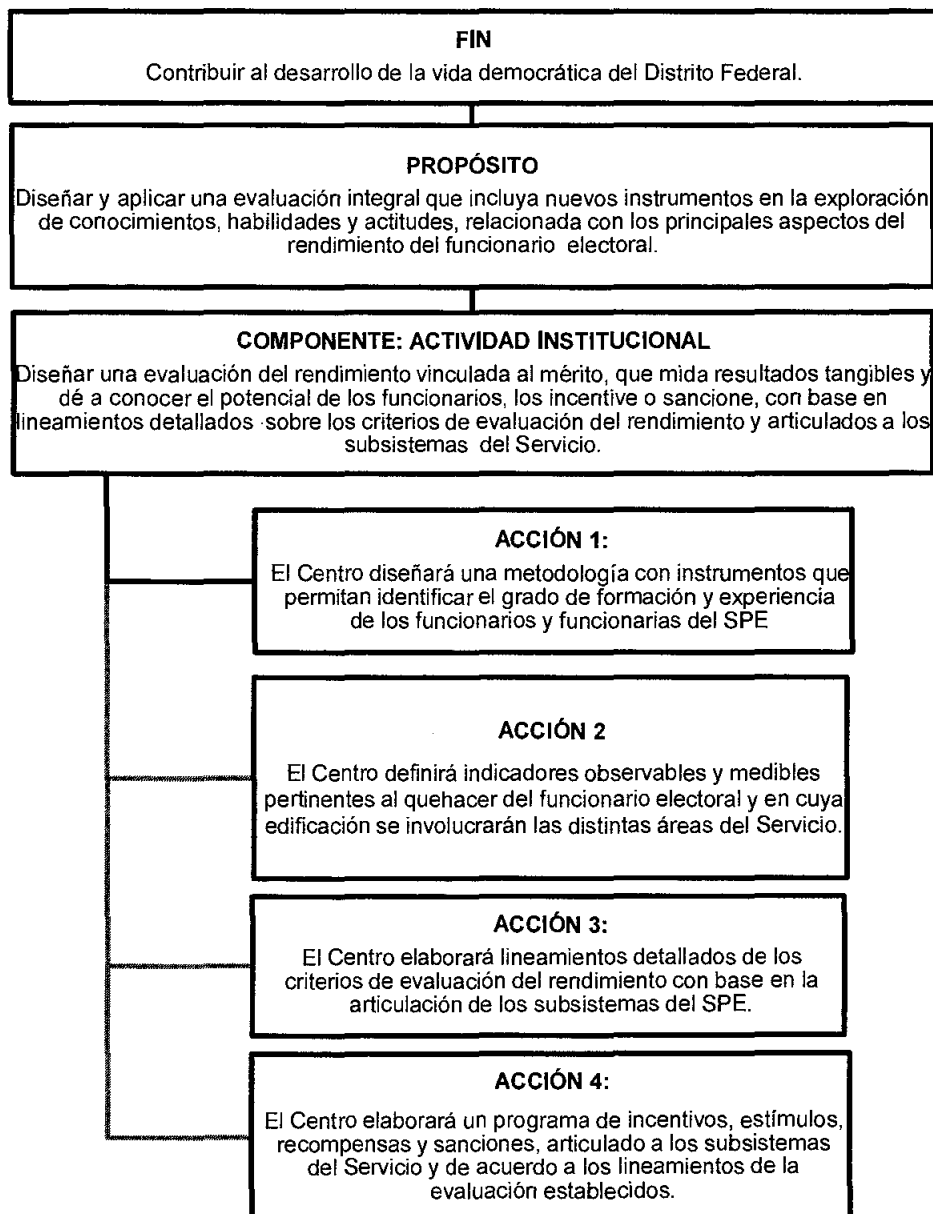 FIN
Contribuir al desarrollo de la vida democrática del Distrito Federal.
PROPÓSITO
Diseñar y aplicar una evaluación integral que incluya nuevos instrumentos en la exploración
de conocimientos, habilidades y actitudes, relacionada con los principales aspectos del
rendimiento del funcionario electoral.
COMPONENTE: ACTIVIDAD INSTITUCIONAL
Diseñar una evaluación del rendimiento vinculada al mérito, que mida resultados tangibles y
dé a conocer el potencial de los funcionarios, los incentive o sancione, con base en
lineamientos detallados sobre los criterios de evaluación del rendimiento y articulados a los
subsistemas del Servicio.
ACCIÓN 1:
El Centro diseñará una metodología con instrumentos que
permitan identificar el grado de formación y experiencia
de los funcionarios y funcionarias del SPE
ACCIÓN 2
El Centro definirá indicadores observables y medibles
pertinentes al quehacer del funcionario electoral y en cuya
edificación se involucrarán las distintas áreas del Servicio.
ACCIÓN 3:
El Centro elaborará lineamientos detallados de los
criterios de evaluación del rendimiento con base en la
articulación de los subsistemas del SPE.
ACCIÓN 4:
El Centro elaborará un programa de incentivos, estímulos,
recompensas y sanciones, articulado a los subsistemas
del Servicio y de acuerdo a los lineamientos de la
evaluación establecidos.